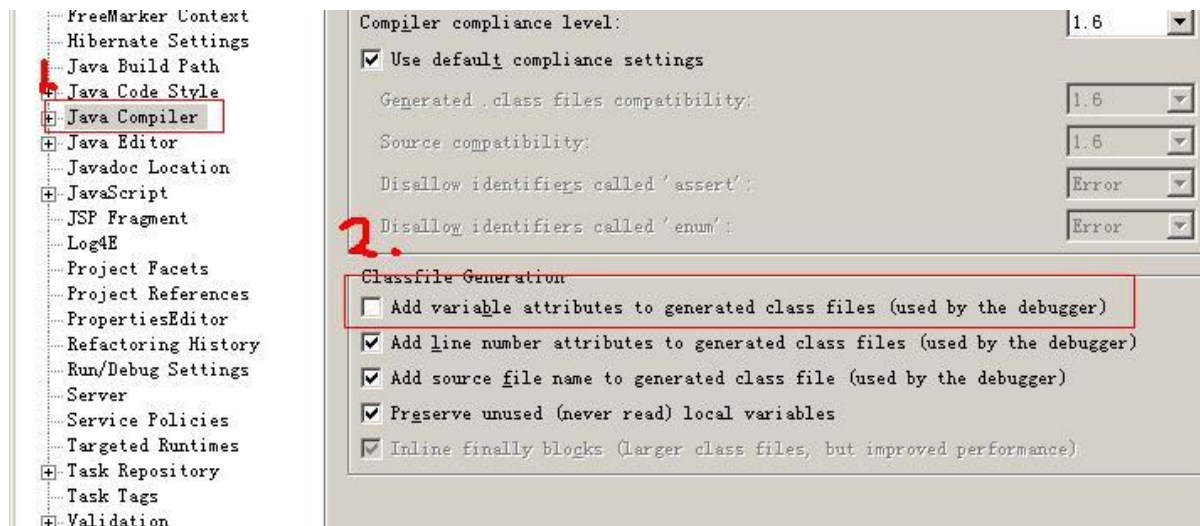 FreeMarker Context
Hibernate Settings
Java Build Path
Java Code Style
Java Compiler
Java Editor
Javadoc Location
JavaScript
JSP Fragment
Log4E
Project Facets
Project References
PropertiesEditor
Refactoring History
Run/Debug Settings
Server
Service Policies
Targeted Runtimes
Task Repository
Task Tags
Validation
1.
Compiler compliance level: 1.6
Use default compliance settings
Generated .class files compatibility: 1.6
Source compatibility: 1.6
Disallow identifiers called 'assert': Error
Disallow identifiers called 'enum': Error
2.
Classfile Generation
Add variable attributes to generated class files (used by the debugger)
Add line number attributes to generated class files (used by the debugger)
Add source file name to generated class file (used by the debugger)
Preserve unused (never read) local variables
Inline finally blocks (larger class files, but improved performance)